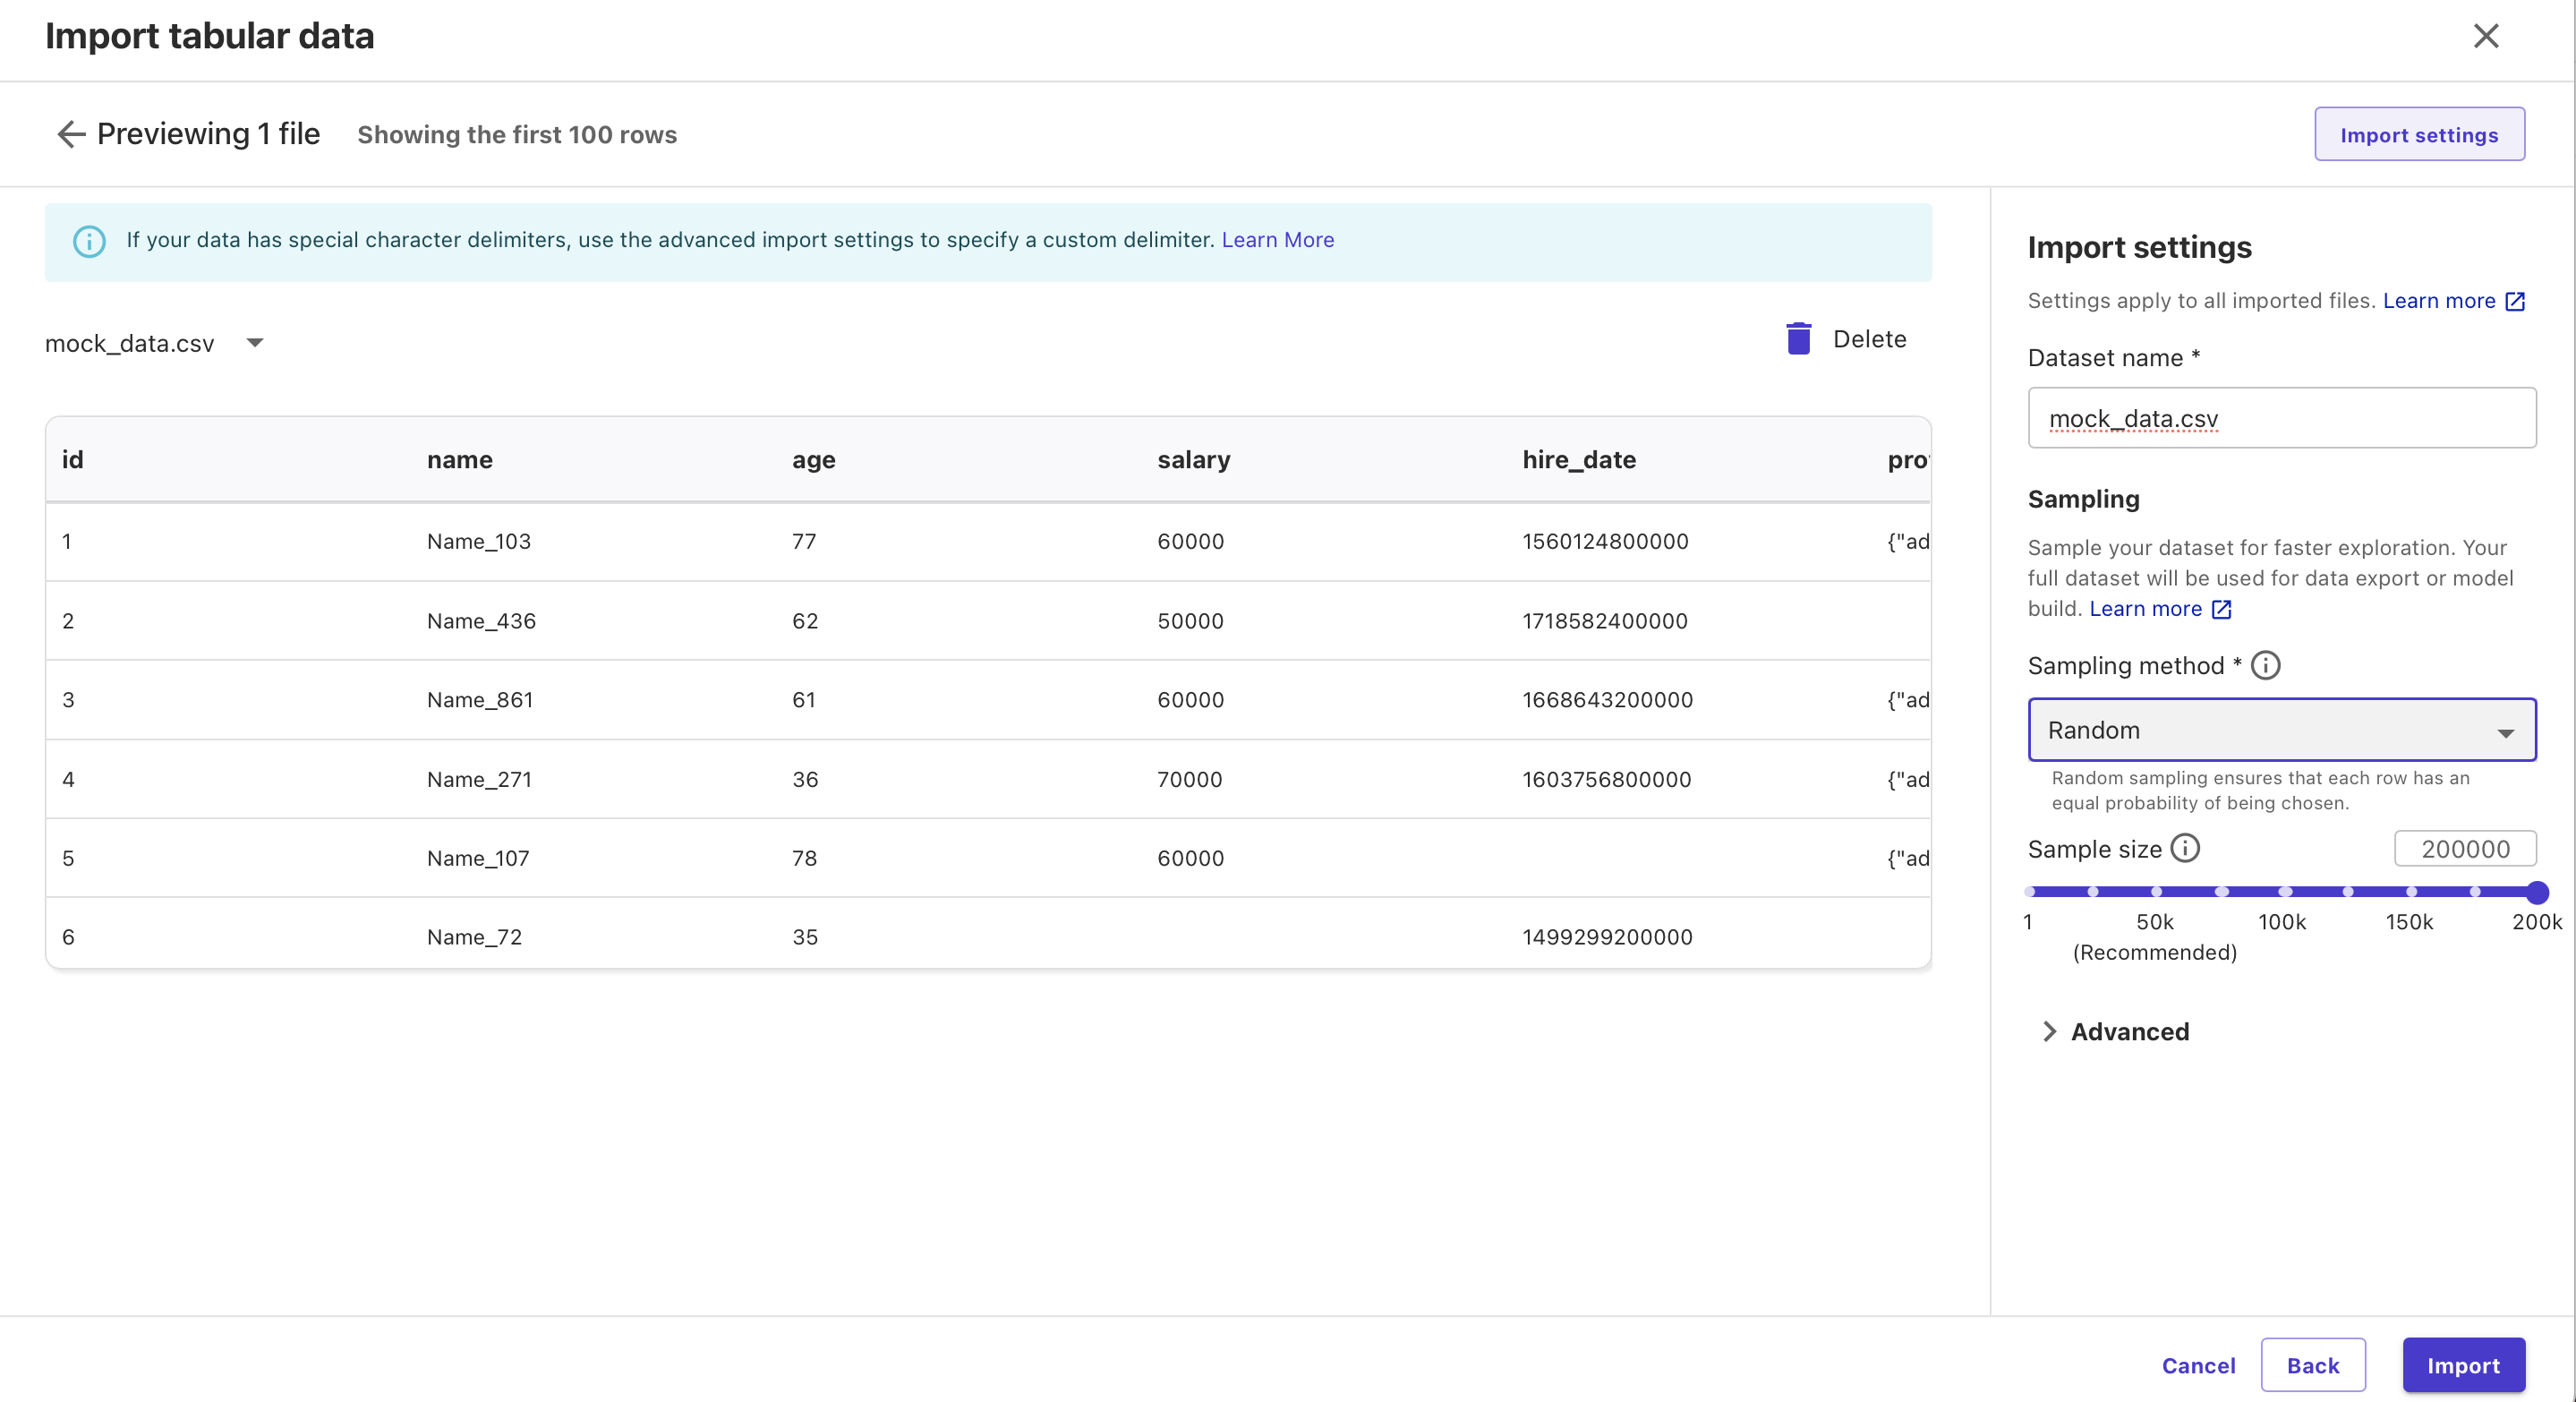 Import tabular data
Previewing 1 file Showing the first 100 rows Import settings
If your data has special character delimiters, use the advanced import settings to specify a custom delimiter. Learn More
mock_data.csv Delete
id name age salary hire_date
1 Name_103 77 60000 1560124800000 {"ad
2 Name_436 62 50000 1718582400000
3 Name_861 61 60000 1668643200000 {"ad
4 Name_271 36 70000 1603756800000 {"ad
5 Name_107 78 60000 {"ad
6 Name_72 35 1499299200000
Import settings
Settings apply to all imported files. Learn more
Dataset name *
mock_data.csv
Sampling
Sample your dataset for faster exploration. Your
full dataset will be used for data export or model
build. Learn more
Sampling method *
Random
Random sampling ensures that each row has an
equal probability of being chosen.
Sample size 200000
1 50k 100k 150k 200k
(Recommended)
Advanced
Cancel Back Import